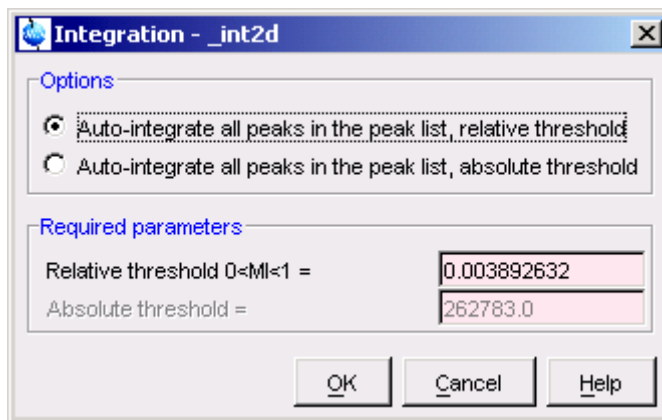 Integration - _int2d
Options
Auto-integrate all peaks in the peak list, relative threshold
Auto-integrate all peaks in the peak list, absolute threshold
Required parameters
Relative threshold 0<MI<1 = 0.003892632
Absolute threshold = 262783.0
OK Cancel Help